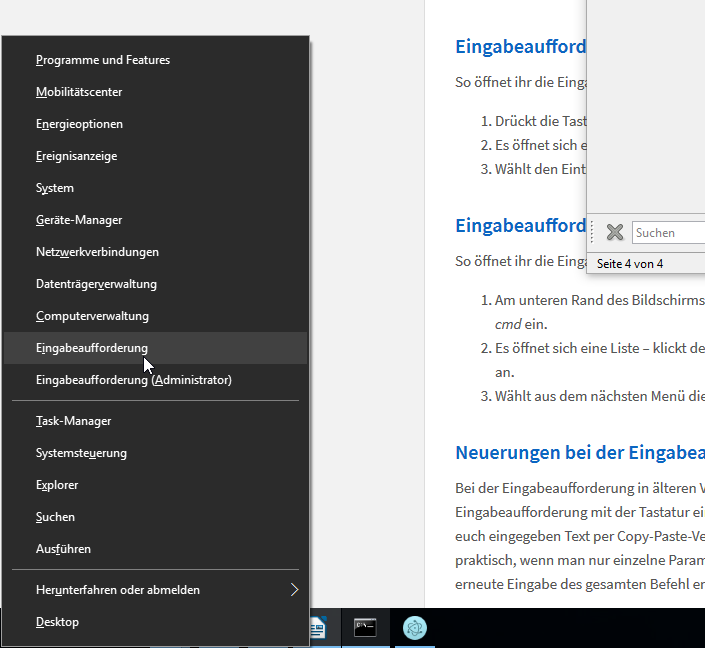 Programme und Features
Mobilitätscenter
Energieoptionen
Ereignisanzeige
System
Geräte-Manager
Netzwerkverbindungen
Datenträgerverwaltung
Computerverwaltung
Eingabeaufforderung
Eingabeaufforderung (Administrator)
Task-Manager
Systemsteuerung
Explorer
Suchen
Ausführen
Herunterfahren oder abmelden
Desktop
Eingabeaufford
So öffnet ihr die Einga
1. Drückt die Tast
2. Es öffnet sich e
3. Wählt den Eint
Eingabeaufford
So öffnet ihr die Einga
1. Am unteren Rand des Bildschirms
cmd ein.
2. Es öffnet sich eine Liste – klickt de
an.
3. Wählt aus dem nächsten Menü die
Neuerungen bei der Eingabea
Bei der Eingabeaufforderung in älteren V
Eingabeaufforderung mit der Tastatur ei
euch eingegeben Text per Copy-Paste-Ve
praktisch, wenn man nur einzelne Param
erneute Eingabe des gesamten Befehl er
Suchen
Seite 4 von 4